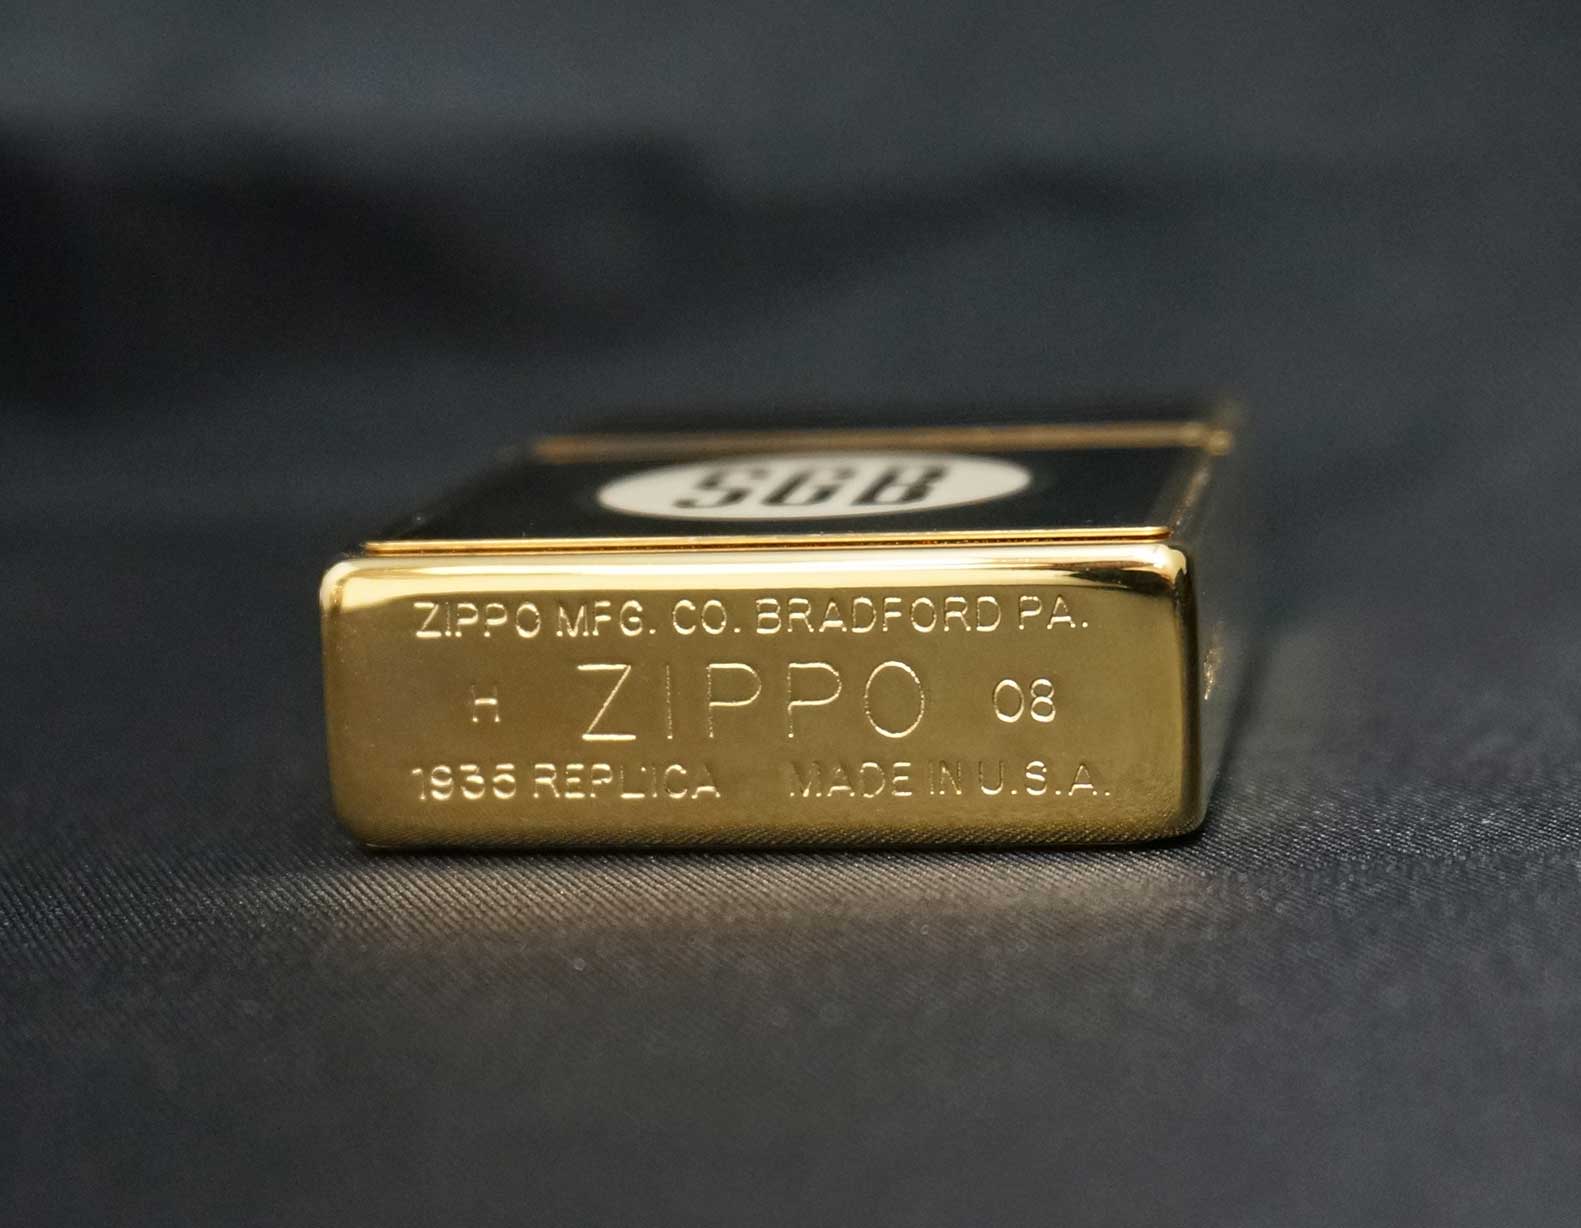 SGB
ZIPPO MFG. CO. BRADFORD PA.
H ZIPPO 08
1935 REPLICA MADE IN U.S.A.